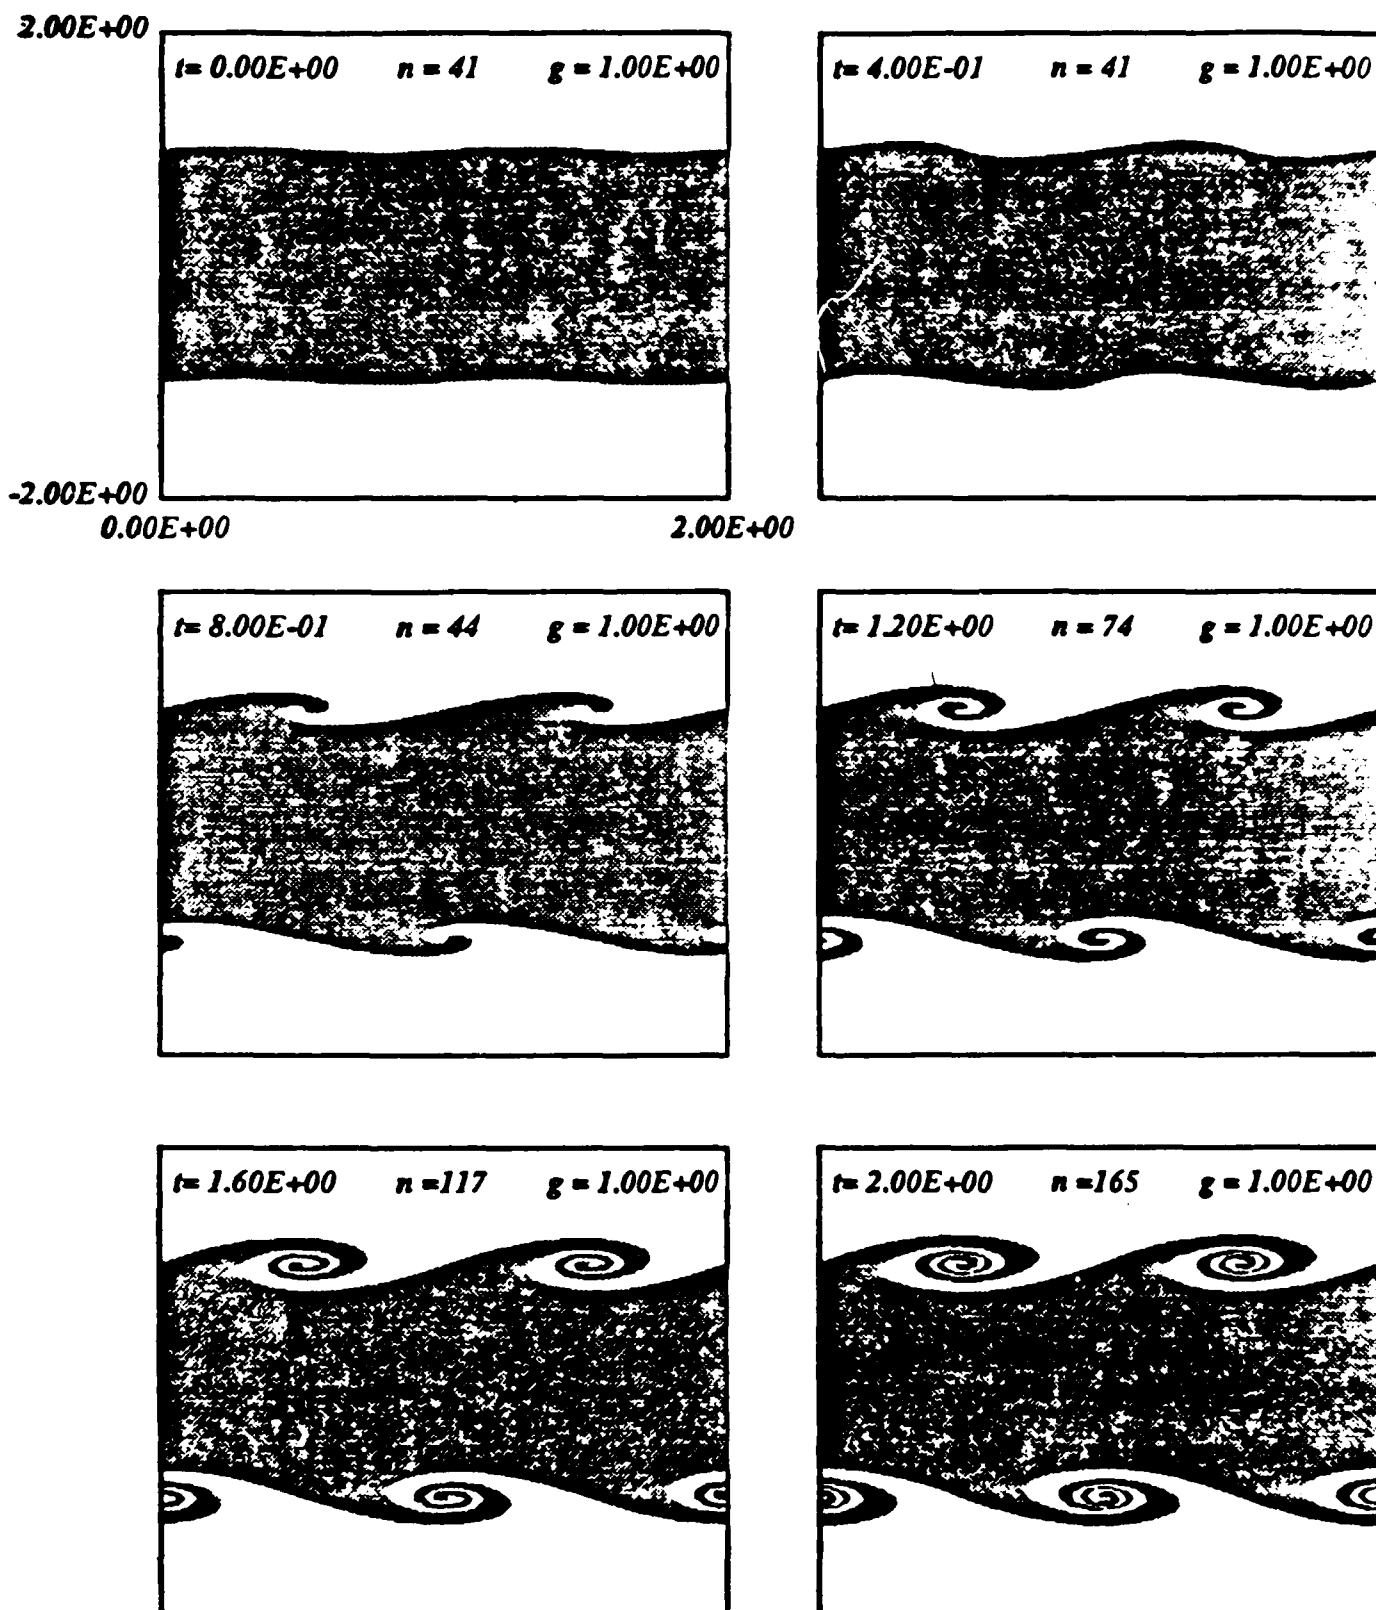 2.00E+00
t= 0.00E+00 n = 41 g = 1.00E+00
t= 4.00E-01 n = 41 g = 1.00E+00
-2.00E+00
0.00E+00 2.00E+00
t= 8.00E-01 n = 44 g = 1.00E+00
t= 1.20E+00 n = 74 g = 1.00E+00
t= 1.60E+00 n =117 g = 1.00E+00
t= 2.00E+00 n =165 g = 1.00E+00